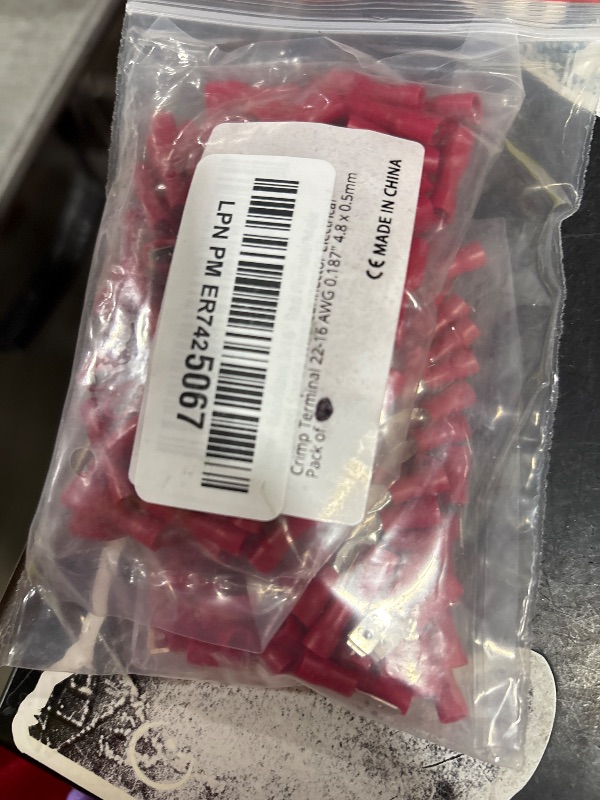 LPN PM ER7425067
Electrical
Crimp Terminal 22-16 AWG 0.187" 4.8 x 0.5mm
Pack of
CE MADE IN CHINA